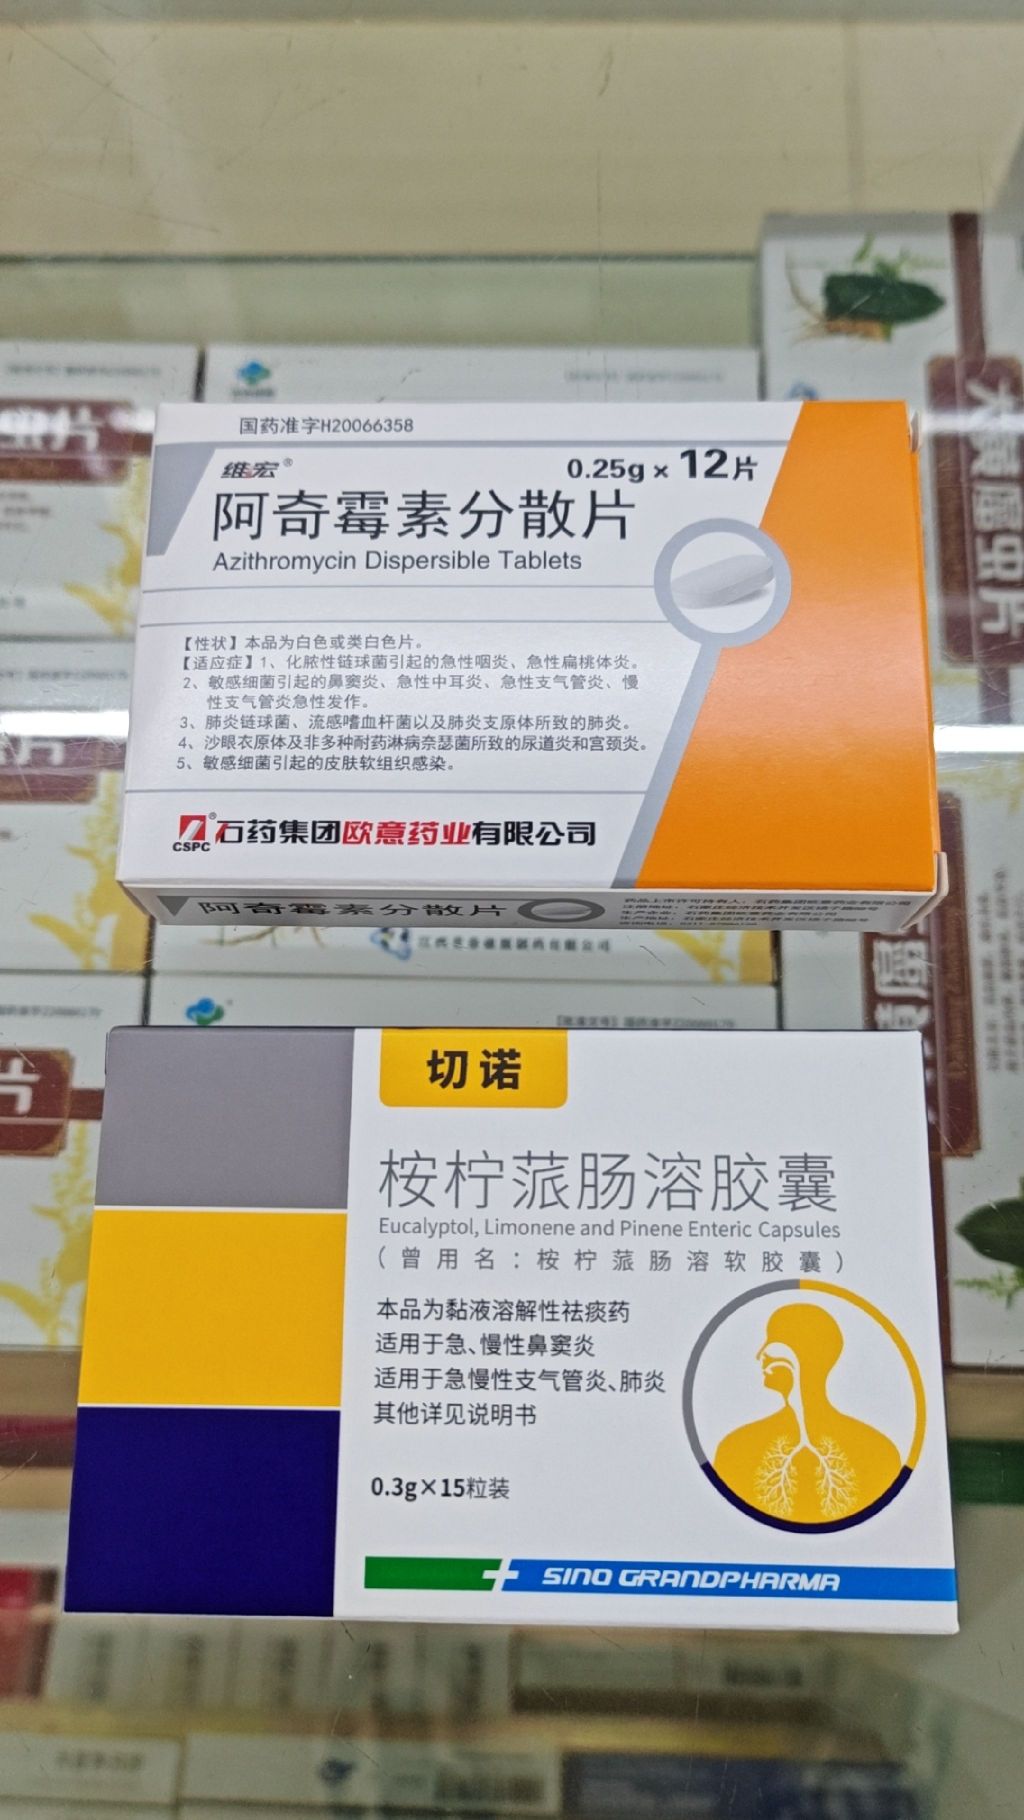 国药准字H20066358
维宏®
0.25g × 12片
阿奇霉素分散片
Azithromycin Dispersible Tablets
【性状】本品为白色或类白色片。
【适应症】1、化脓性链球菌引起的急性咽炎、急性扁桃体炎。
2、敏感细菌引起的鼻窦炎、急性中耳炎、急性支气管炎、慢
性支气管炎急性发作。
3、肺炎链球菌、流感嗜血杆菌以及肺炎支原体所致的肺炎。
4、沙眼衣原体及非多种耐药淋病奈瑟菌所致的尿道炎和宫颈炎。
5、敏感细菌引起的皮肤软组织感染。
CSPC® 石药集团欧意药业有限公司
阿奇霉素分散片
切诺
桉柠蒎肠溶胶囊
Eucalyptol, Limonene and Pinene Enteric Capsules
（曾用名：桉柠蒎肠溶软胶囊）
本品为黏液溶解性祛痰药
适用于急、慢性鼻窦炎
适用于急慢性支气管炎、肺炎
其他详见说明书
0.3g×15粒装
SINO GRANDPHARMA